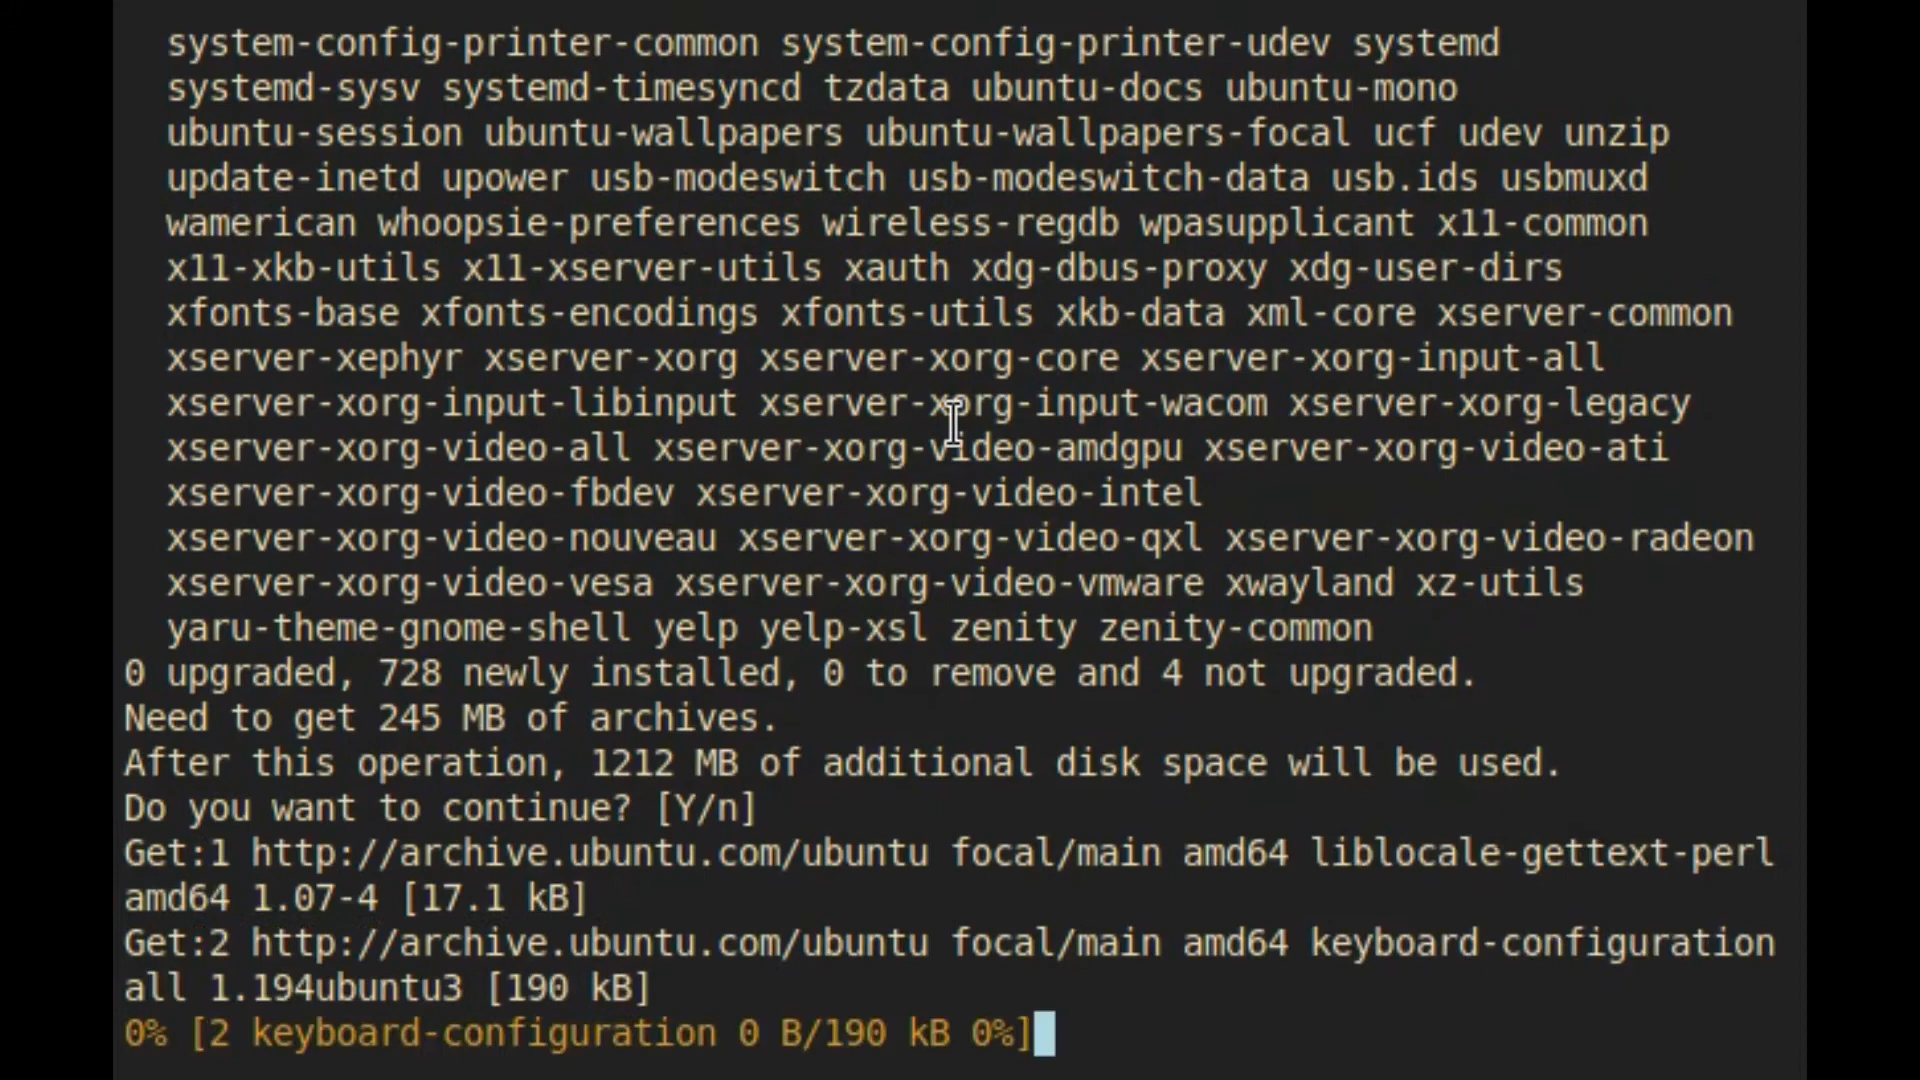 system-config-printer-common system-config-printer-udev systemd
systemd-sysv systemd-timesyncd tzdata ubuntu-docs ubuntu-mono
ubuntu-session ubuntu-wallpapers ubuntu-wallpapers-focal ucf udev unzip
update-inetd upower usb-modeswitch usb-modeswitch-data usb.ids usbmuxd
wamerican whoopsie-preferences wireless-regdb wpasupplicant x11-common
x11-xkb-utils x11-xserver-utils xauth xdg-dbus-proxy xdg-user-dirs
xfonts-base xfonts-encodings xfonts-utils xkb-data xml-core xserver-common
xserver-xephyr xserver-xorg xserver-xorg-core xserver-xorg-input-all
xserver-xorg-input-libinput xserver-xorg-input-wacom xserver-xorg-legacy
xserver-xorg-video-all xserver-xorg-video-amdgpu xserver-xorg-video-ati
xserver-xorg-video-fbdev xserver-xorg-video-intel
xserver-xorg-video-nouveau xserver-xorg-video-qxl xserver-xorg-video-radeon
xserver-xorg-video-vesa xserver-xorg-video-vmware xwayland xz-utils
yaru-theme-gnome-shell yelp yelp-xsl zenity zenity-common
0 upgraded, 728 newly installed, 0 to remove and 4 not upgraded.
Need to get 245 MB of archives.
After this operation, 1212 MB of additional disk space will be used.
Do you want to continue? [Y/n]
Get:1 http://archive.ubuntu.com/ubuntu focal/main amd64 liblocale-gettext-perl
amd64 1.07-4 [17.1 kB]
Get:2 http://archive.ubuntu.com/ubuntu focal/main amd64 keyboard-configuration
all 1.194ubuntu3 [190 kB]
0% [2 keyboard-configuration 0 B/190 kB 0%]